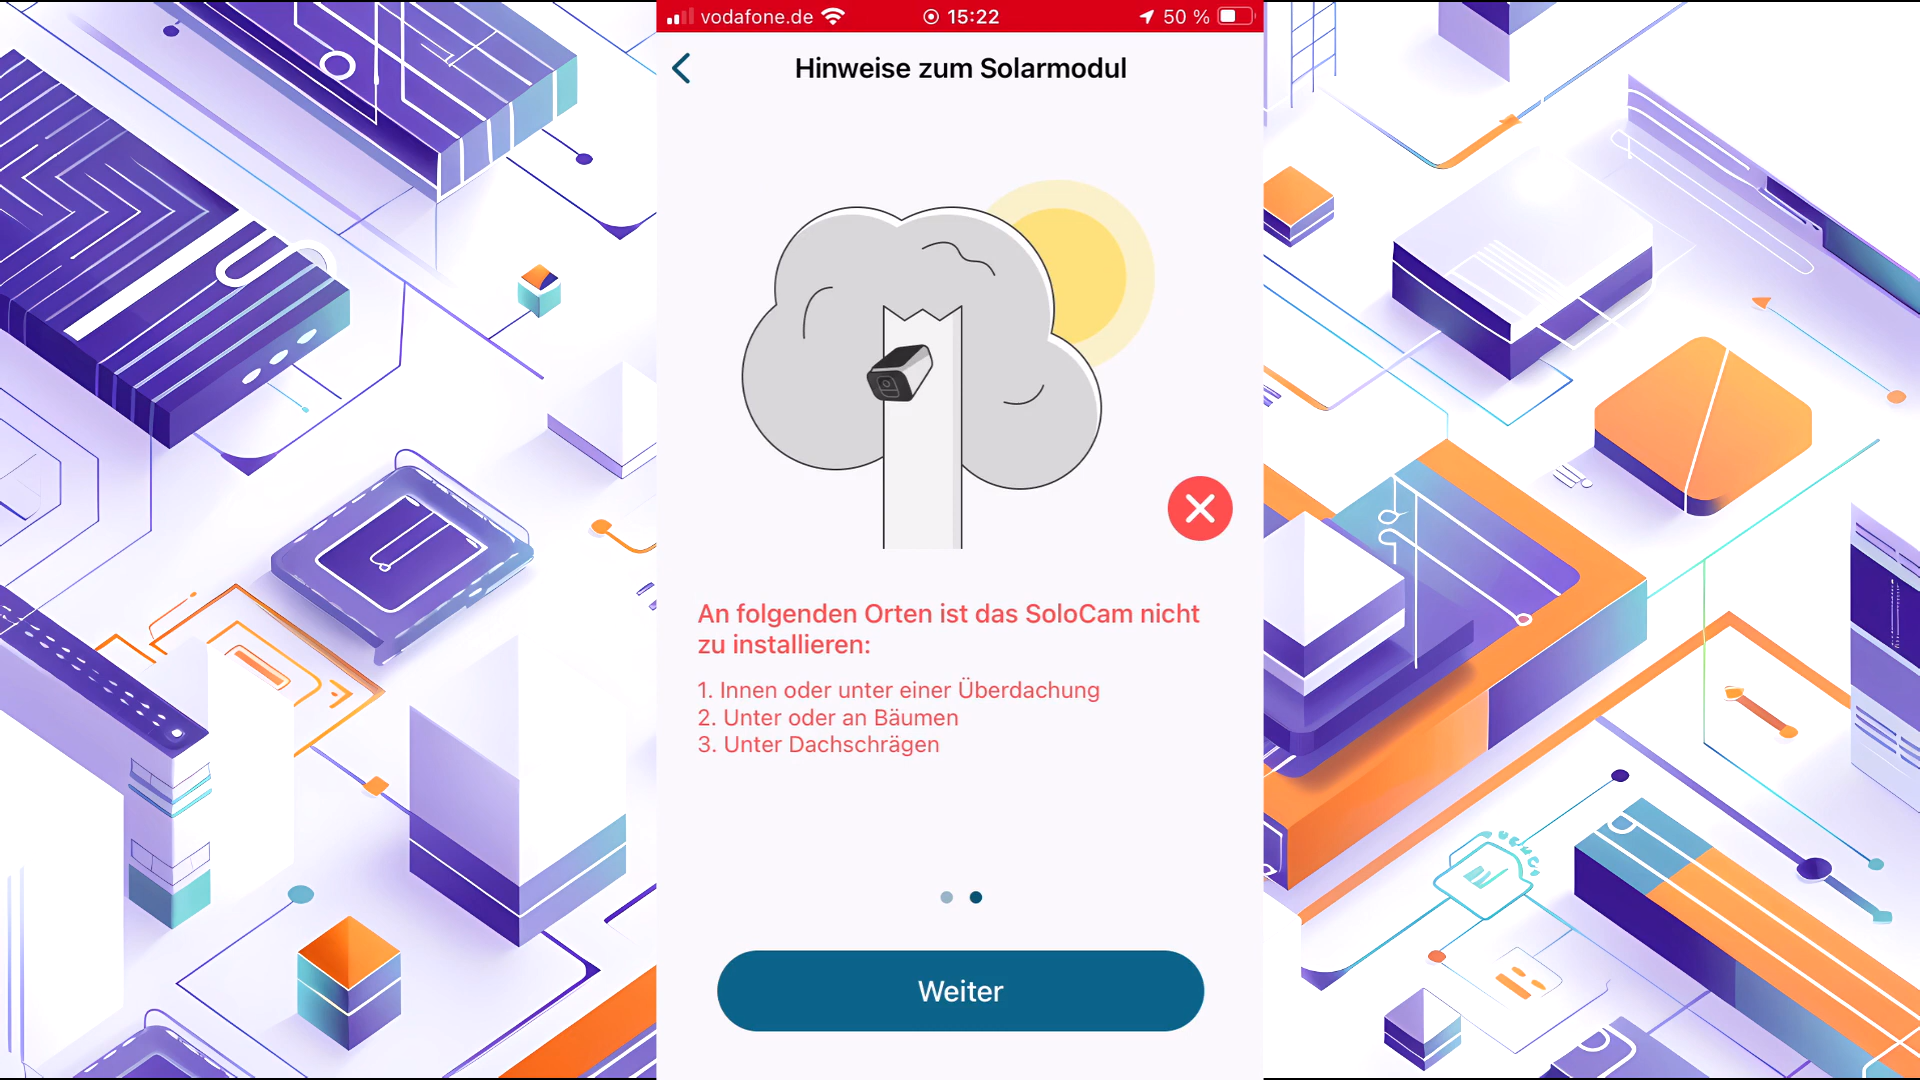 vodafone.de 15:22 50 %
Hinweise zum Solarmodul
An folgenden Orten ist das SoloCam nicht
zu installieren:
1. Innen oder unter einer Überdachung
2. Unter oder an Bäumen
3. Unter Dachschrägen
Weiter